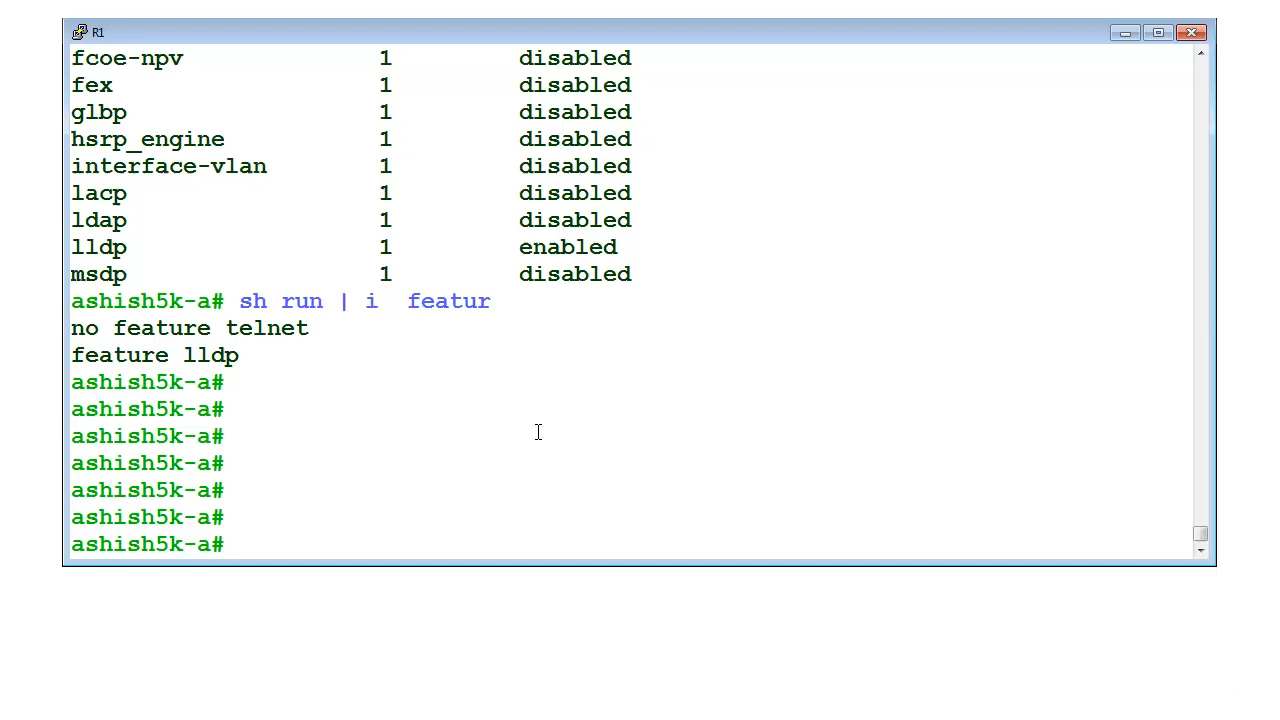 R1
fcoe-npv 1 disabled
fex 1 disabled
glbp 1 disabled
hsrp_engine 1 disabled
interface-vlan 1 disabled
lacp 1 disabled
ldap 1 disabled
lldp 1 enabled
msdp 1 disabled
ashish5k-a# sh run | i  featur
no feature telnet
feature lldp
ashish5k-a#
ashish5k-a#
ashish5k-a#
ashish5k-a#
ashish5k-a#
ashish5k-a#
ashish5k-a#